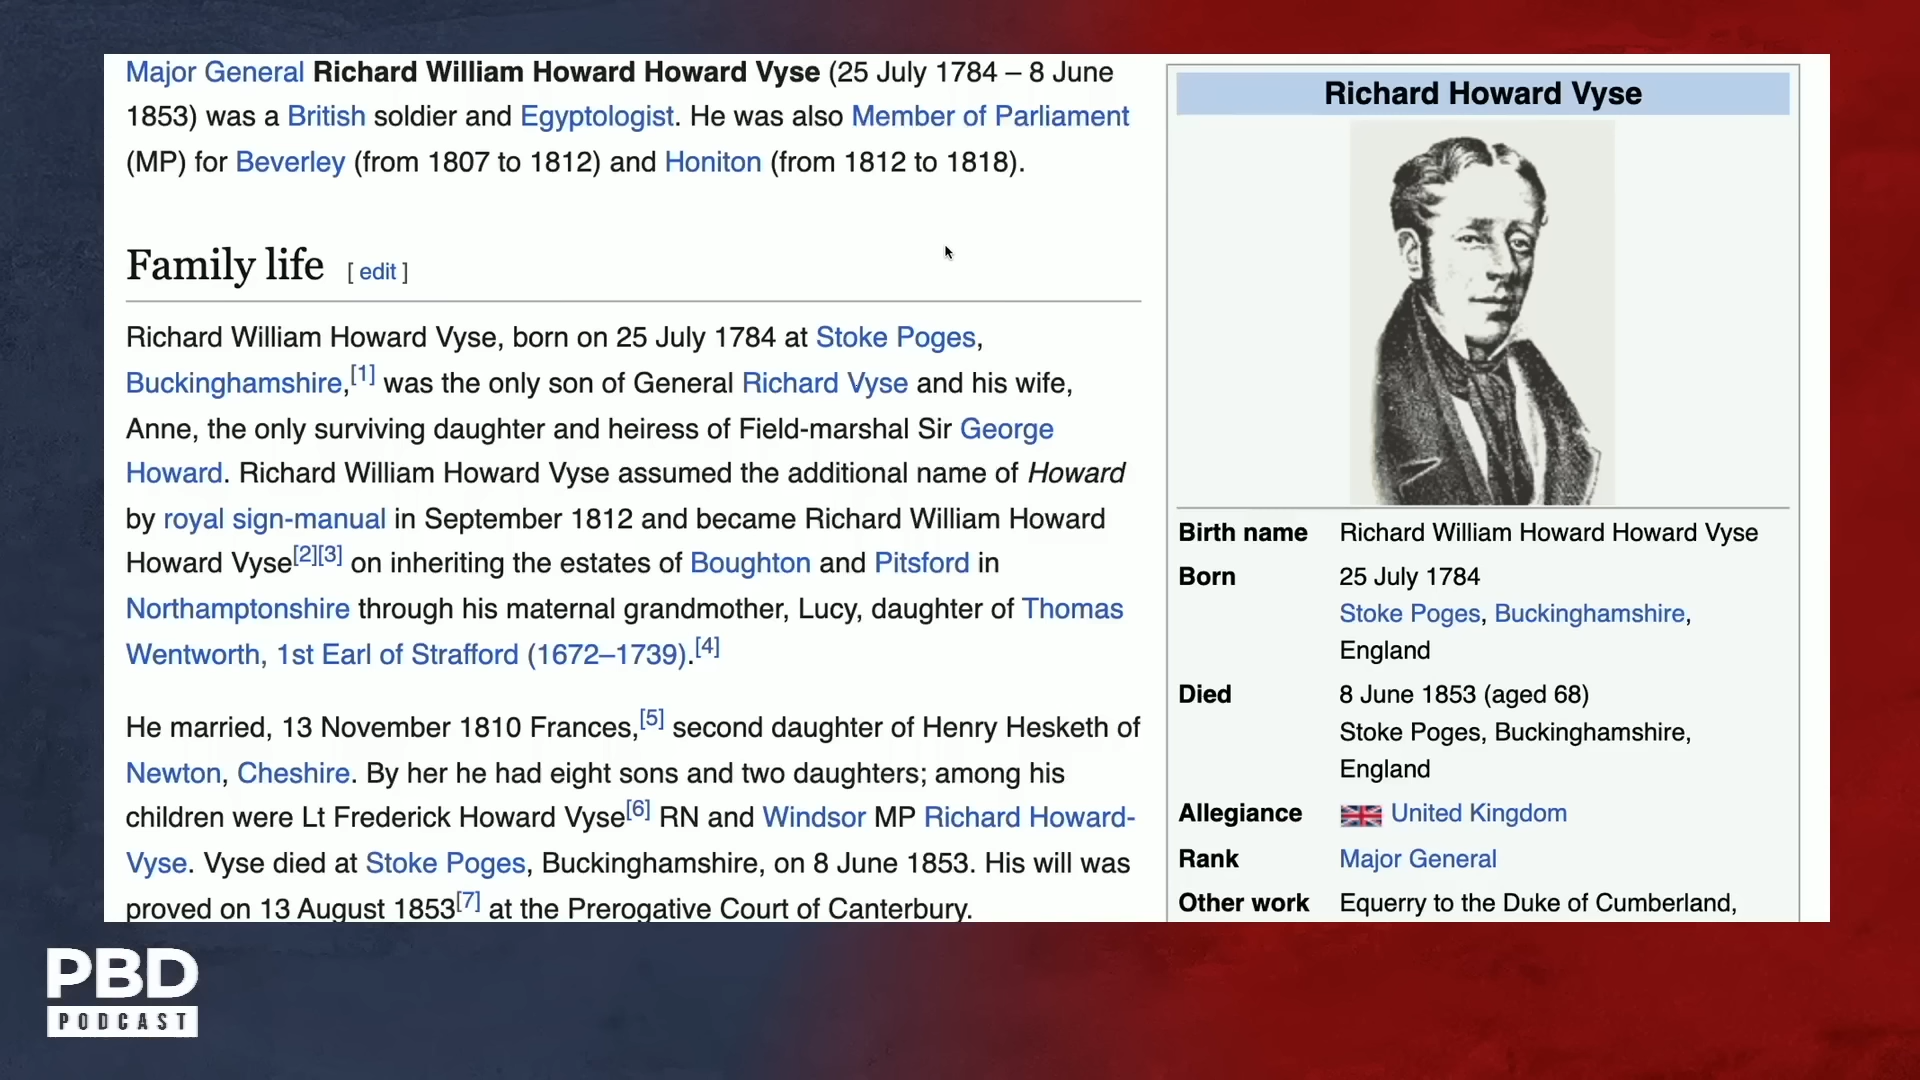 Major General Richard William Howard Howard Vyse (25 July 1784 – 8 June
1853) was a British soldier and Egyptologist. He was also Member of Parliament
(MP) for Beverley (from 1807 to 1812) and Honiton (from 1812 to 1818).
Family life [ edit ]
Richard William Howard Vyse, born on 25 July 1784 at Stoke Poges,
Buckinghamshire,[1] was the only son of General Richard Vyse and his wife,
Anne, the only surviving daughter and heiress of Field-marshal Sir George
Howard. Richard William Howard Vyse assumed the additional name of Howard
by royal sign-manual in September 1812 and became Richard William Howard
Howard Vyse[2][3] on inheriting the estates of Boughton and Pitsford in
Northamptonshire through his maternal grandmother, Lucy, daughter of Thomas
Wentworth, 1st Earl of Strafford (1672–1739).[4]
He married, 13 November 1810 Frances,[5] second daughter of Henry Hesketh of
Newton, Cheshire. By her he had eight sons and two daughters; among his
children were Lt Frederick Howard Vyse[6] RN and Windsor MP Richard Howard-
Vyse. Vyse died at Stoke Poges, Buckinghamshire, on 8 June 1853. His will was
proved on 13 August 1853[7] at the Prerogative Court of Canterbury.
Richard Howard Vyse
Birth name Richard William Howard Howard Vyse
Born 25 July 1784
Stoke Poges, Buckinghamshire,
England
Died 8 June 1853 (aged 68)
Stoke Poges, Buckinghamshire,
England
Allegiance United Kingdom
Rank Major General
Other work Equerry to the Duke of Cumberland,
PBD
PODCAST